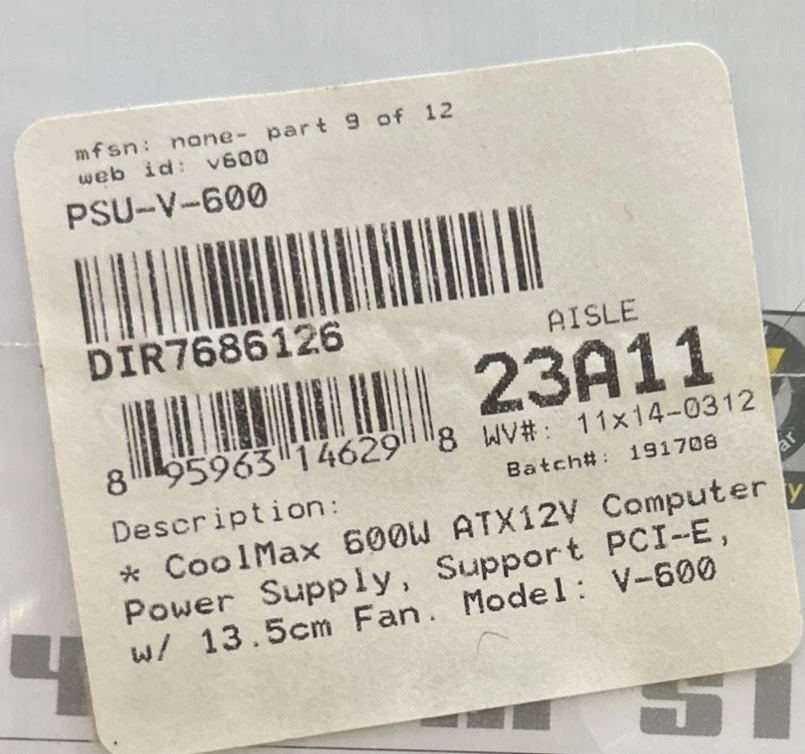 mfsn: none- part 9 of 12
web id: v600
PSU-V-600
DIR7686126
AISLE
23A11
WV#: 11x14-0312
Batch#: 191708
8 95963 14629 8
Description:
* CoolMax 600W ATX12V Computer
Power Supply, Support PCI-E,
w/ 13.5cm Fan. Model: V-600